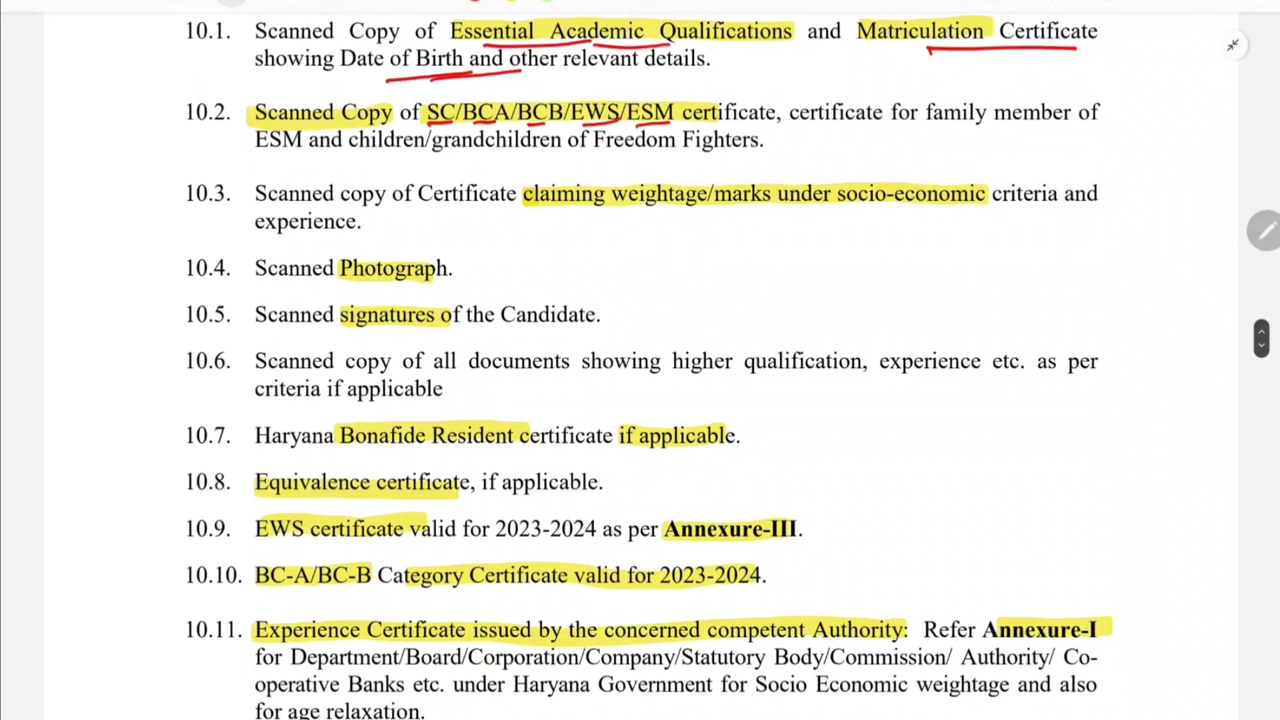 10.1. Scanned Copy of Essential Academic Qualifications and Matriculation Certificate
showing Date of Birth and other relevant details.
10.2. Scanned Copy of SC/BCA/BCB/EWS/ESM certificate, certificate for family member of
ESM and children/grandchildren of Freedom Fighters.
10.3. Scanned copy of Certificate claiming weightage/marks under socio-economic criteria and
experience.
10.4. Scanned Photograph.
10.5. Scanned signatures of the Candidate.
10.6. Scanned copy of all documents showing higher qualification, experience etc. as per
criteria if applicable
10.7. Haryana Bonafide Resident certificate if applicable.
10.8. Equivalence certificate, if applicable.
10.9. EWS certificate valid for 2023-2024 as per Annexure-III.
10.10. BC-A/BC-B Category Certificate valid for 2023-2024.
10.11. Experience Certificate issued by the concerned competent Authority: Refer Annexure-I
for Department/Board/Corporation/Company/Statutory Body/Commission/ Authority/ Co-
operative Banks etc. under Haryana Government for Socio Economic weightage and also
for age relaxation.